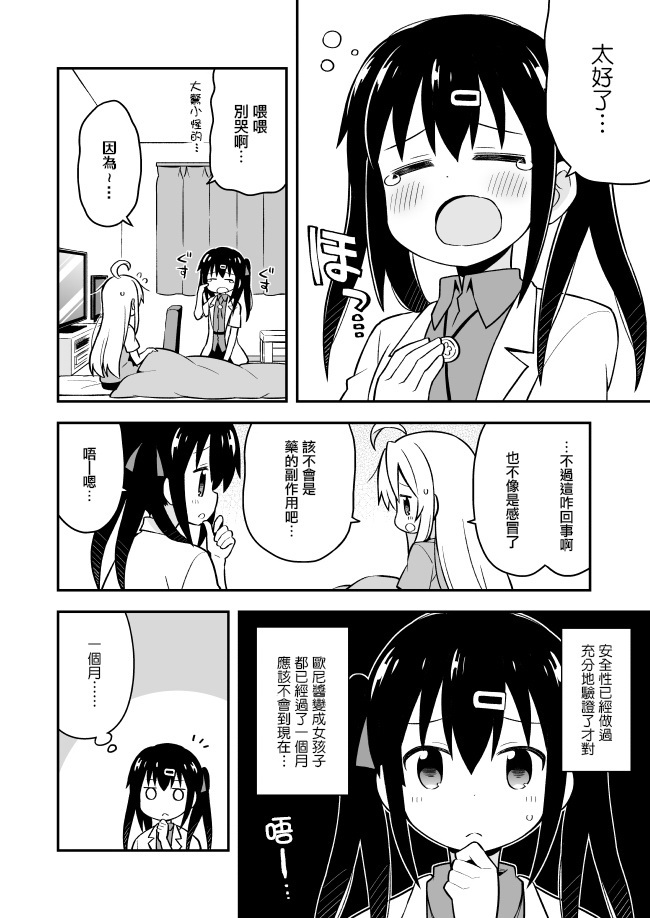 太好了…
ほっ…
喂喂
別哭啊…
大驚小怪的…
因為~…
ぐす
ぐす
…不過這咋回事啊
也不像是感冒了
該不會是
藥的副作用吧…
唔ー嗯…
安全性已經做過
充分地驗證了才對
歐尼醬變成女孩子
都已經過了一個月
應該不會到現在…
唔ー…
一個月……